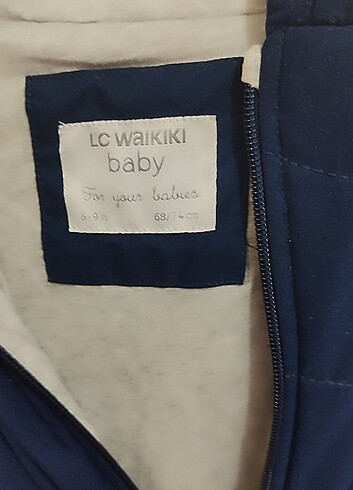 LC WAIKIKI
baby
For your babies
6-9 m 68/74 cm